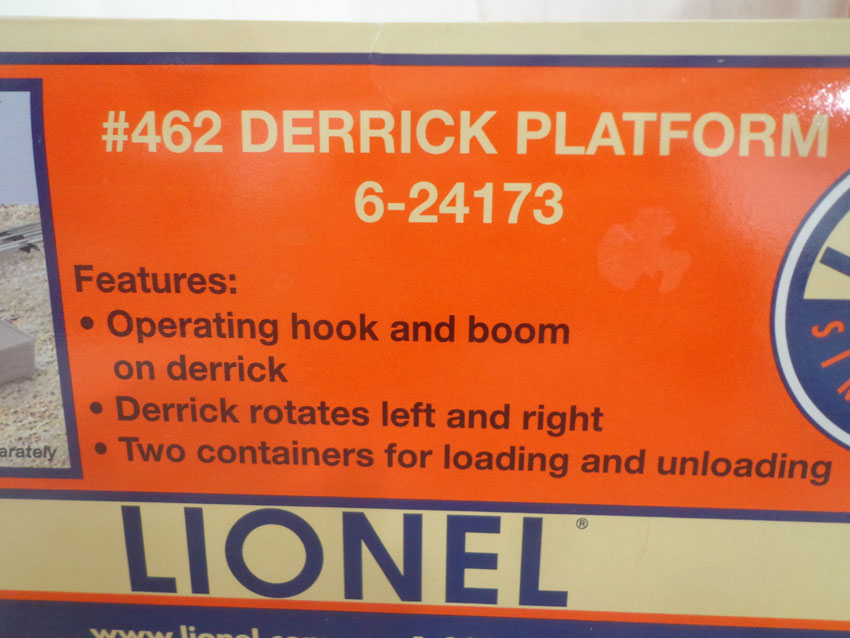 #462 DERRICK PLATFORM
6-24173
Features:
• Operating hook and boom
on derrick
• Derrick rotates left and right
• Two containers for loading and unloading
LIONEL®